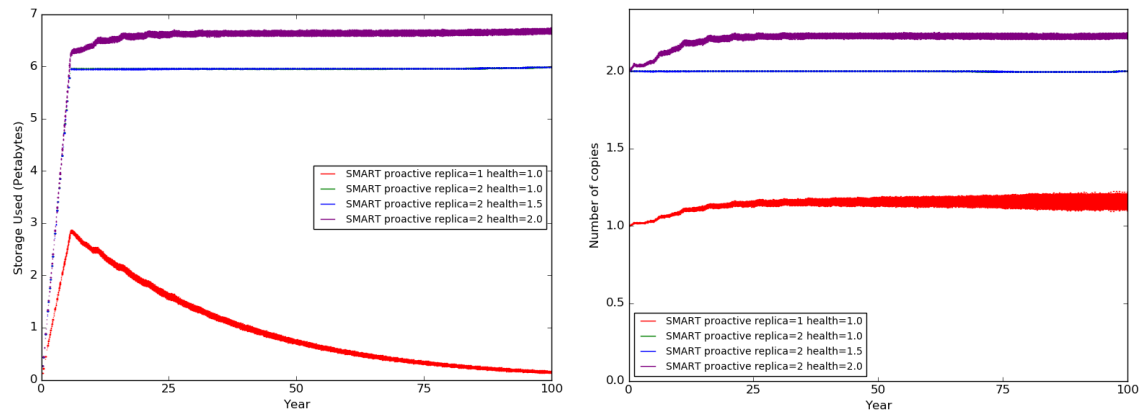 7
6
5
4
3
2
1
0
Storage Used (Petabytes)
SMART proactive replica=1 health=1.0
SMART proactive replica=2 health=1.0
SMART proactive replica=2 health=1.5
SMART proactive replica=2 health=2.0
0 25 50 75 100
Year
2.0
1.5
1.0
0.5
0.0
Number of copies
SMART proactive replica=1 health=1.0
SMART proactive replica=2 health=1.0
SMART proactive replica=2 health=1.5
SMART proactive replica=2 health=2.0
0 25 50 75 100
Year